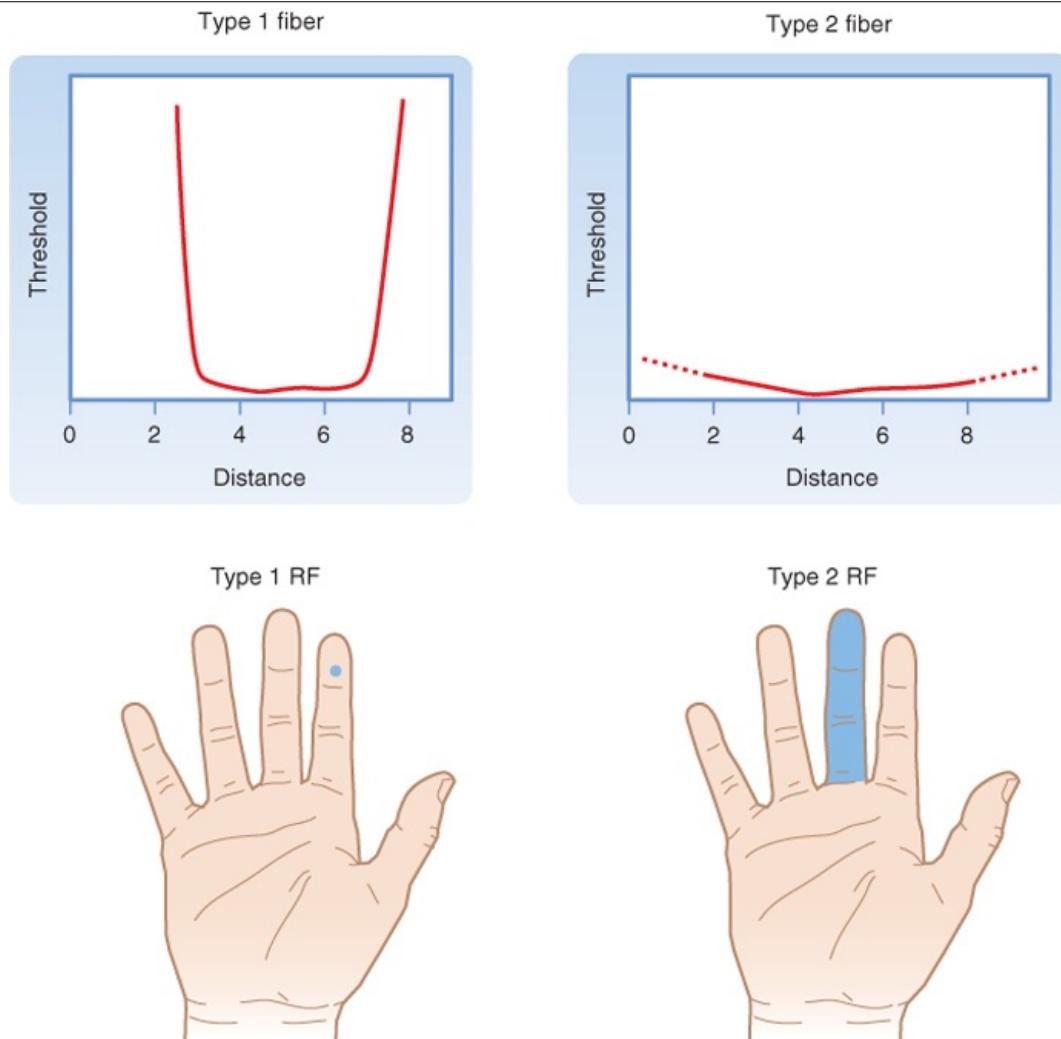 Type 1 fiber
Threshold
0 2 4 6 8
Distance
Type 2 fiber
Threshold
0 2 4 6 8
Distance
Type 1 RF
Type 2 RF